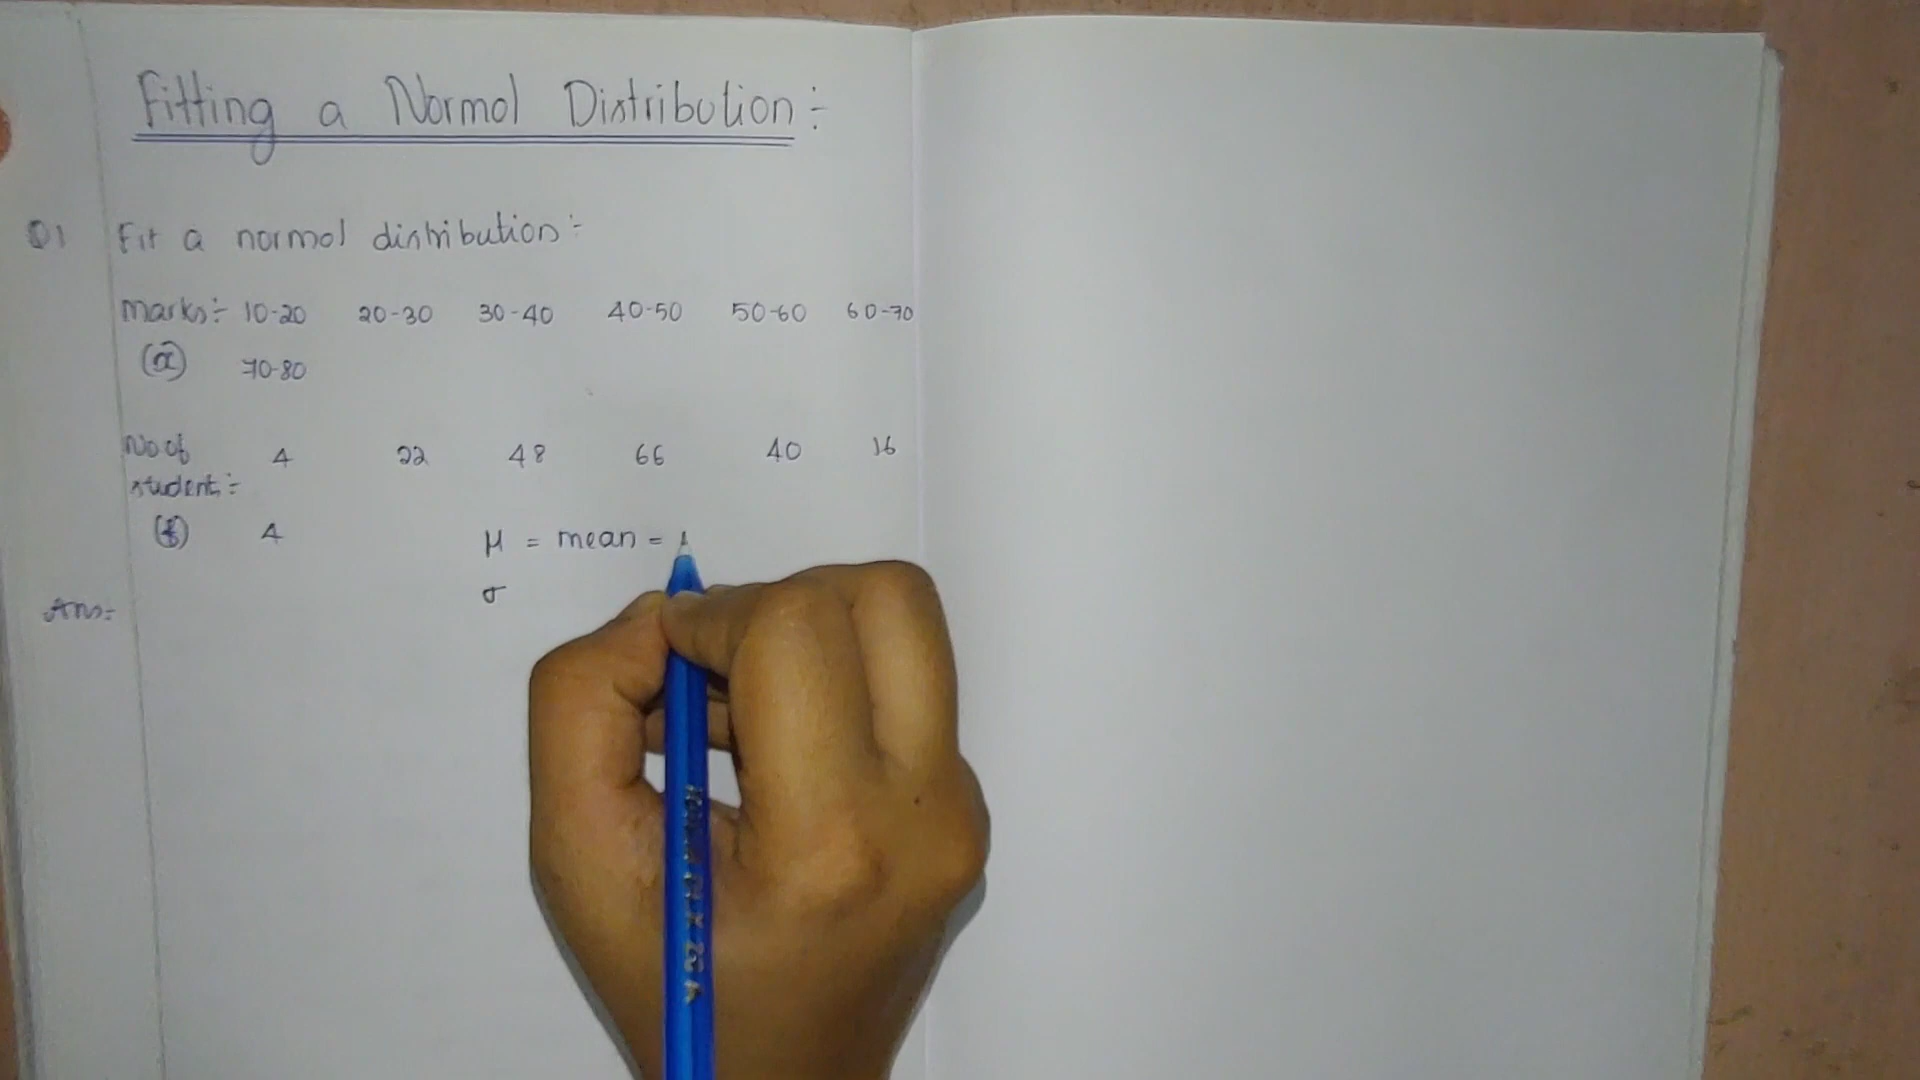 Fitting a Normal Distribution:-
Q1 Fit a normal distribution:-
Marks:- 10-20 20-30 30-40 40-50 50-60 60-70
(x) 70-80
No of 4 22 48 66 40 16
student:-
(f) 4 μ = mean =
σ
Ans:-